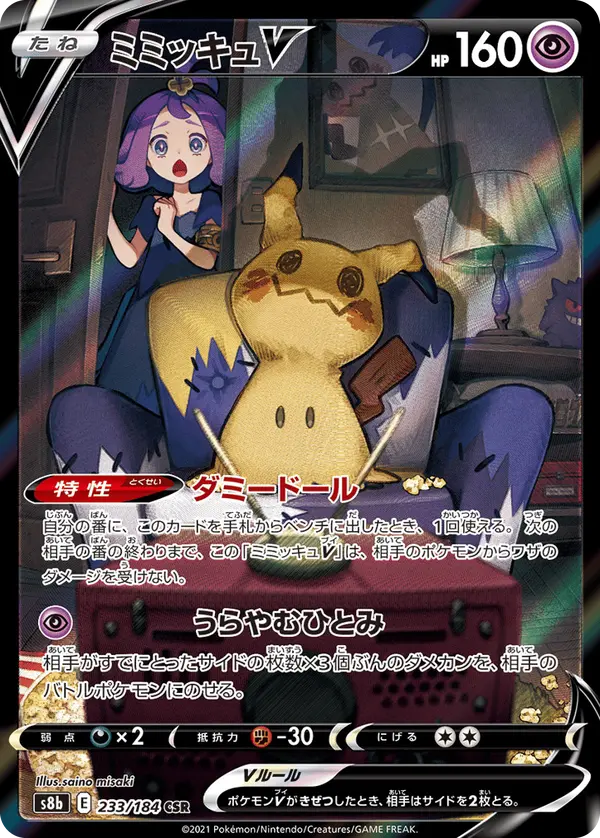 たね ミミッキュV HP 160
特性 とくせい ダミードール
自分の番に、このカードを手札からベンチに出したとき、1回使える。次の
相手の番の終わりまで、この「ミミッキュV」は、相手のポケモンからワザの
ダメージを受けない。
うらやむひとみ
相手がすでにとったサイドの枚数×3個ぶんのダメカンを、相手の
バトルポケモンにのせる。
弱点 ×2 抵抗力 -30 にげる
Illus.saino misaki
Vルール
s8b E 233/184 CSR
ポケモンVがきぜつしたとき、相手はサイドを2枚とる。
©2021 Pokémon/Nintendo/Creatures/GAME FREAK.